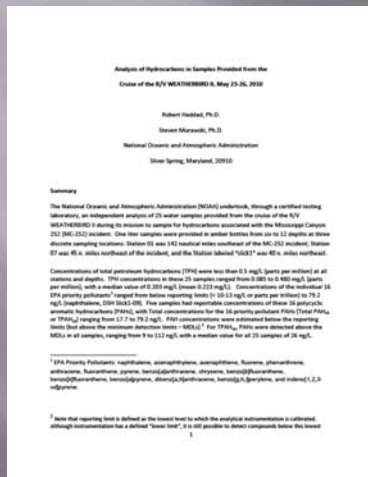 Analysis of Hydrocarbons in Samples Provided from the
Cruise of the R/V WEATHERBIRD II, May 23-26, 2010
Robert Haddad, Ph.D.
Steven Murawski, Ph.D.
National Oceanic and Atmospheric Administration
Silver Spring, Maryland, 20910
Summary
The National Oceanic and Atmospheric Administration (NOAA) undertook, through a certified testing
laboratory, an independent analysis of 25 water samples provided from the cruise of the R/V
WEATHERBIRD II during its mission to sample for hydrocarbons associated with the Mississippi Canyon
252 (MC-252) incident. One liter samples were provided in amber bottles from six to 12 depths at three
discrete sampling locations: Station 01 was 142 nautical miles southeast of the MC-252 incident; Station
07 was 45 n. miles northeast of the incident, and the Station labeled "slick1" was 40 n. miles northeast.
Concentrations of total petroleum hydrocarbons (TPH) were less than 0.5 mg/L (parts per million) at all
stations and depths. TPH concentrations in these 25 samples ranged from 0.085 to 0.480 mg/L (parts
per million), with a median value of 0.203 mg/L (mean 0.223 mg/L). Concentrations of the individual 16
EPA priority pollutants¹ ranged from below reporting limits (< 10-13 ng/L or parts per trillion) to 79.2
ng/L (naphthalene, DSH Slick1-09). Five samples had reportable concentrations of these 16 polycyclic
aromatic hydrocarbons (PAHs), with Total concentrations for the 16 priority pollutant PAHs (Total PAH₁₆
or TPAH₁₆) ranging from 17.7 to 79.2 ng/L. PAH concentrations were estimated below the reporting
limits (but above the minimum detection limits – MDLs).² For TPAH₁₆, PAHs were detected above the
MDLs in all samples, ranging from 9 to 112 ng/L with a median value for all 25 samples of 26 ng/L.
¹ EPA Priority Pollutants: naphthalene, acenaphthylene, acenaphthene, fluorene, phenanthrene,
anthracene, fluoranthene, pyrene, benzo[a]anthracene, chrysene, benzo[b]fluoranthene,
benzo[k]fluoranthene, benzo[a]pyrene, dibenz[a,h]anthracene, benzo[g,h,i]perylene, and indeno[1,2,3-
cd]pyrene.
² Note that reporting limit is defined as the lowest level to which the analytical instrumentation is calibrated.
although instrumentation has a defined "lower limit", it is still possible to detect compounds below this lowest
1